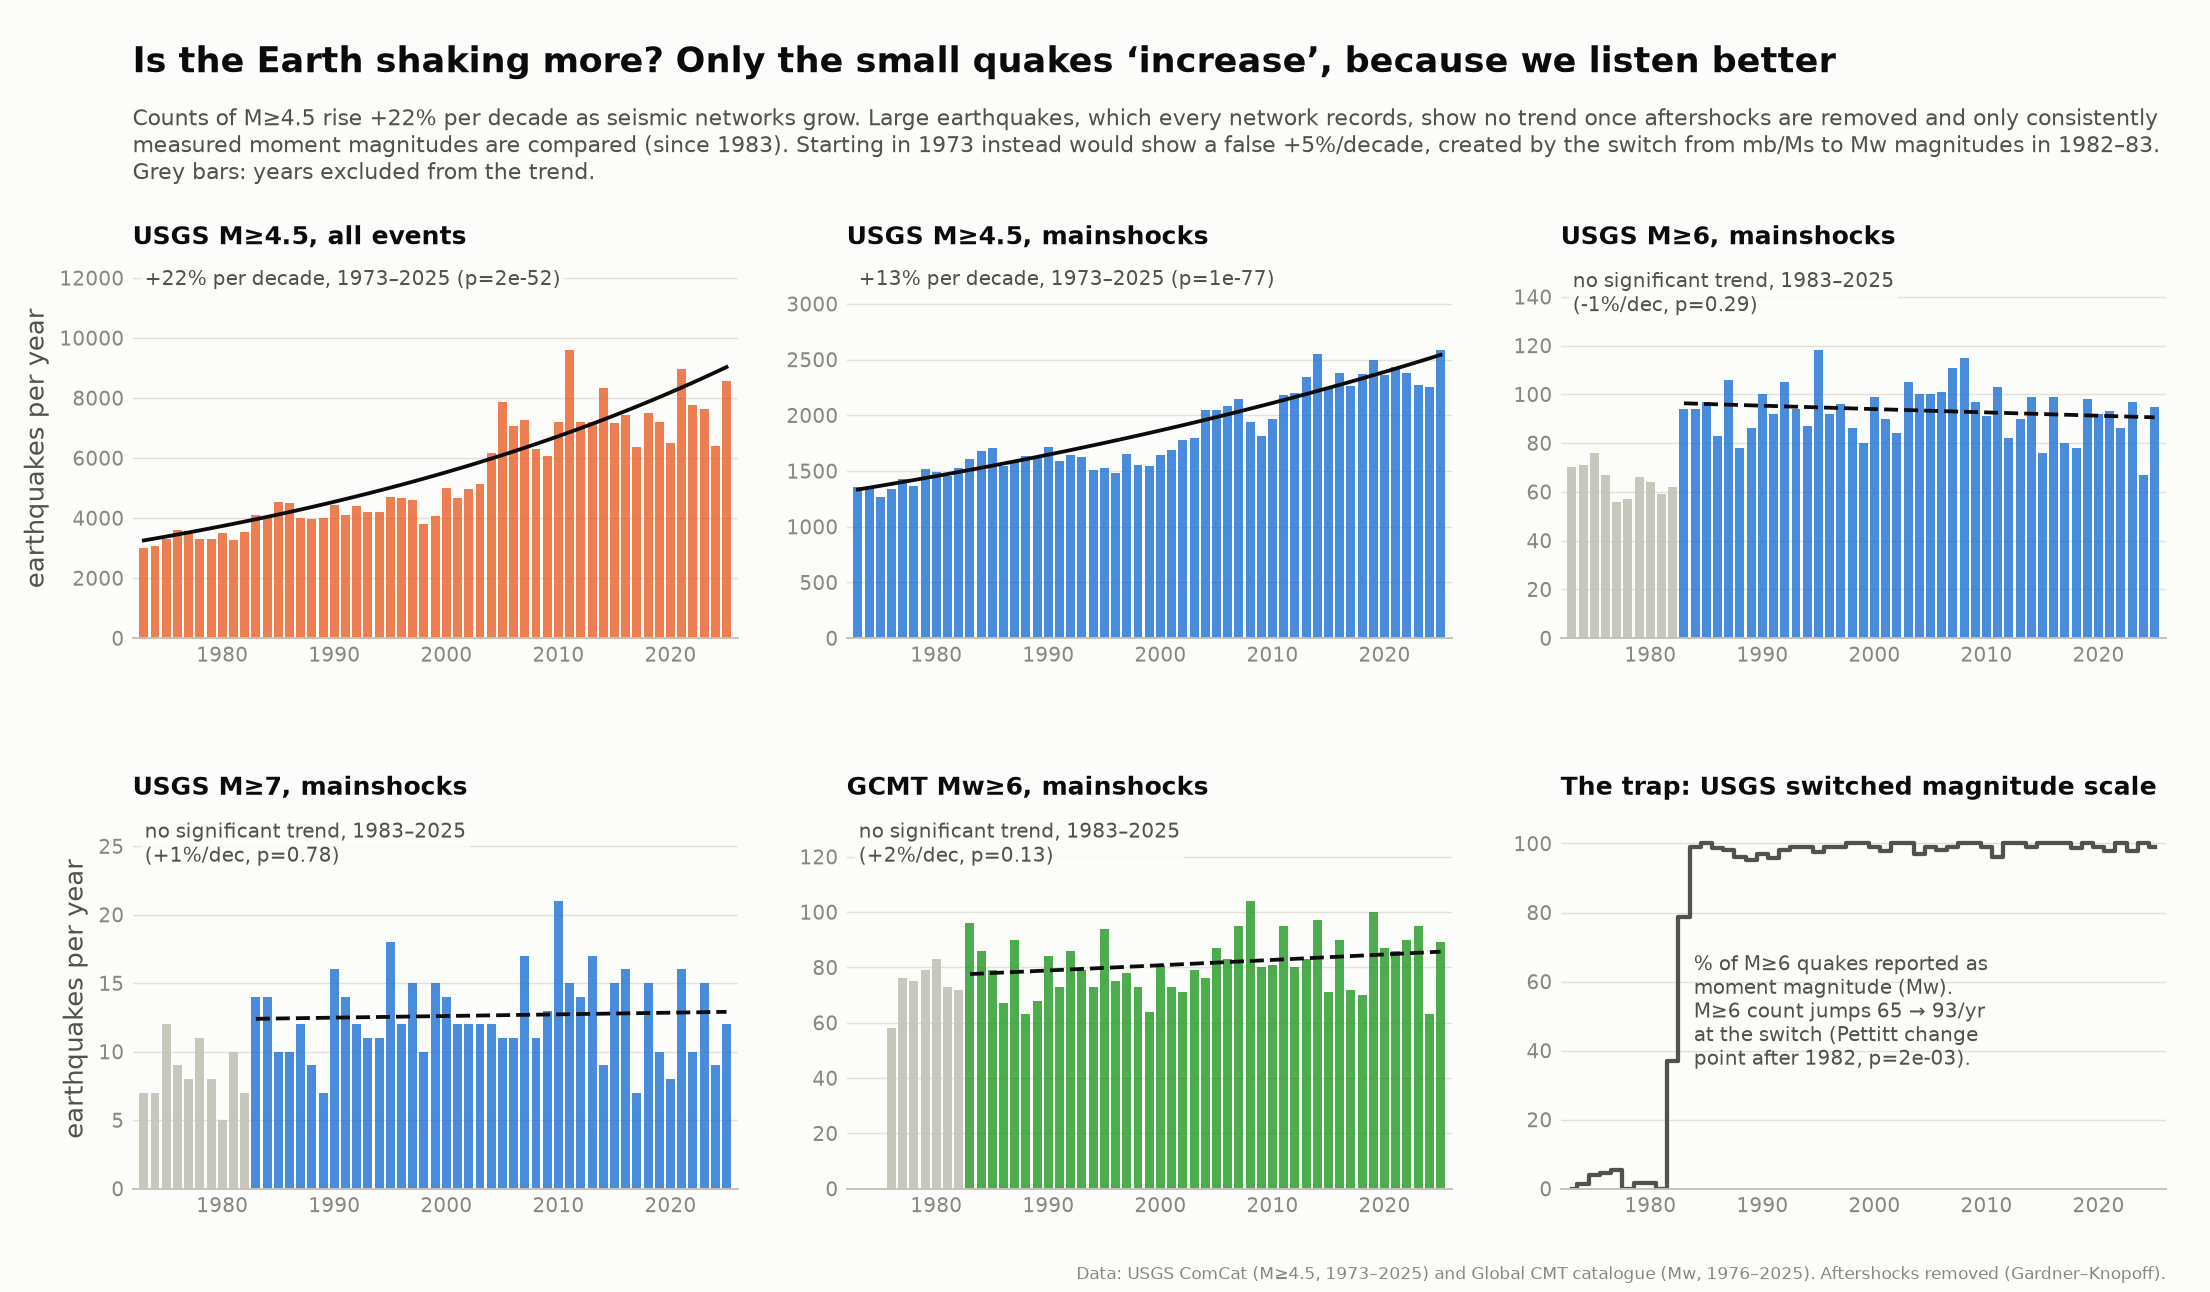 Is the Earth shaking more? Only the small quakes ‘increase’, because we listen better
Counts of M≥4.5 rise +22% per decade as seismic networks grow. Large earthquakes, which every network records, show no trend once aftershocks are removed and only consistently
measured moment magnitudes are compared (since 1983). Starting in 1973 instead would show a false +5%/decade, created by the switch from mb/Ms to Mw magnitudes in 1982–83.
Grey bars: years excluded from the trend.
USGS M≥4.5, all events
+22% per decade, 1973–2025 (p=2e-52)
earthquakes per year
12000
10000
8000
6000
4000
2000
0
1980 1990 2000 2010 2020
USGS M≥4.5, mainshocks
+13% per decade, 1973–2025 (p=1e-77)
3000
2500
2000
1500
1000
500
0
1980 1990 2000 2010 2020
USGS M≥6, mainshocks
no significant trend, 1983–2025
(-1%/dec, p=0.29)
140
120
100
80
60
40
20
0
1980 1990 2000 2010 2020
USGS M≥7, mainshocks
no significant trend, 1983–2025
(+1%/dec, p=0.78)
earthquakes per year
25
20
15
10
5
0
1980 1990 2000 2010 2020
GCMT Mw≥6, mainshocks
no significant trend, 1983–2025
(+2%/dec, p=0.13)
120
100
80
60
40
20
0
1980 1990 2000 2010 2020
The trap: USGS switched magnitude scale
100
80
60
40
20
0
% of M≥6 quakes reported as
moment magnitude (Mw).
M≥6 count jumps 65 → 93/yr
at the switch (Pettitt change
point after 1982, p=2e-03).
1980 1990 2000 2010 2020
Data: USGS ComCat (M≥4.5, 1973–2025) and Global CMT catalogue (Mw, 1976–2025). Aftershocks removed (Gardner–Knopoff).